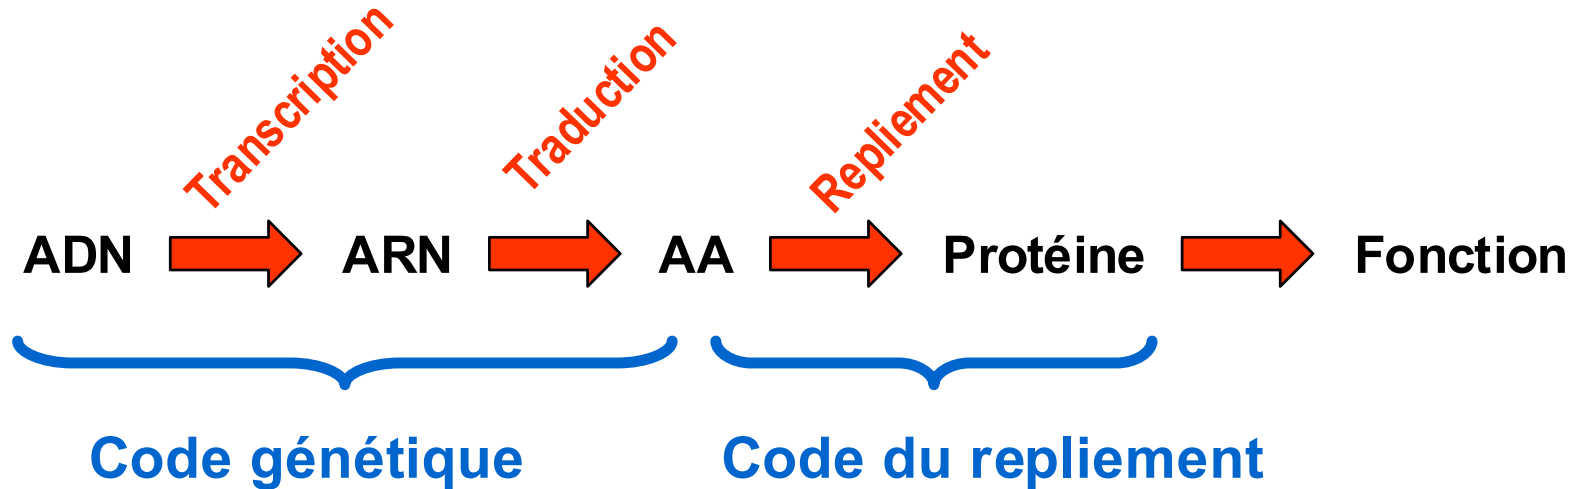 Transcription Traduction Repliement
ADN ARN AA Protéine Fonction
Code génétique Code du repliement